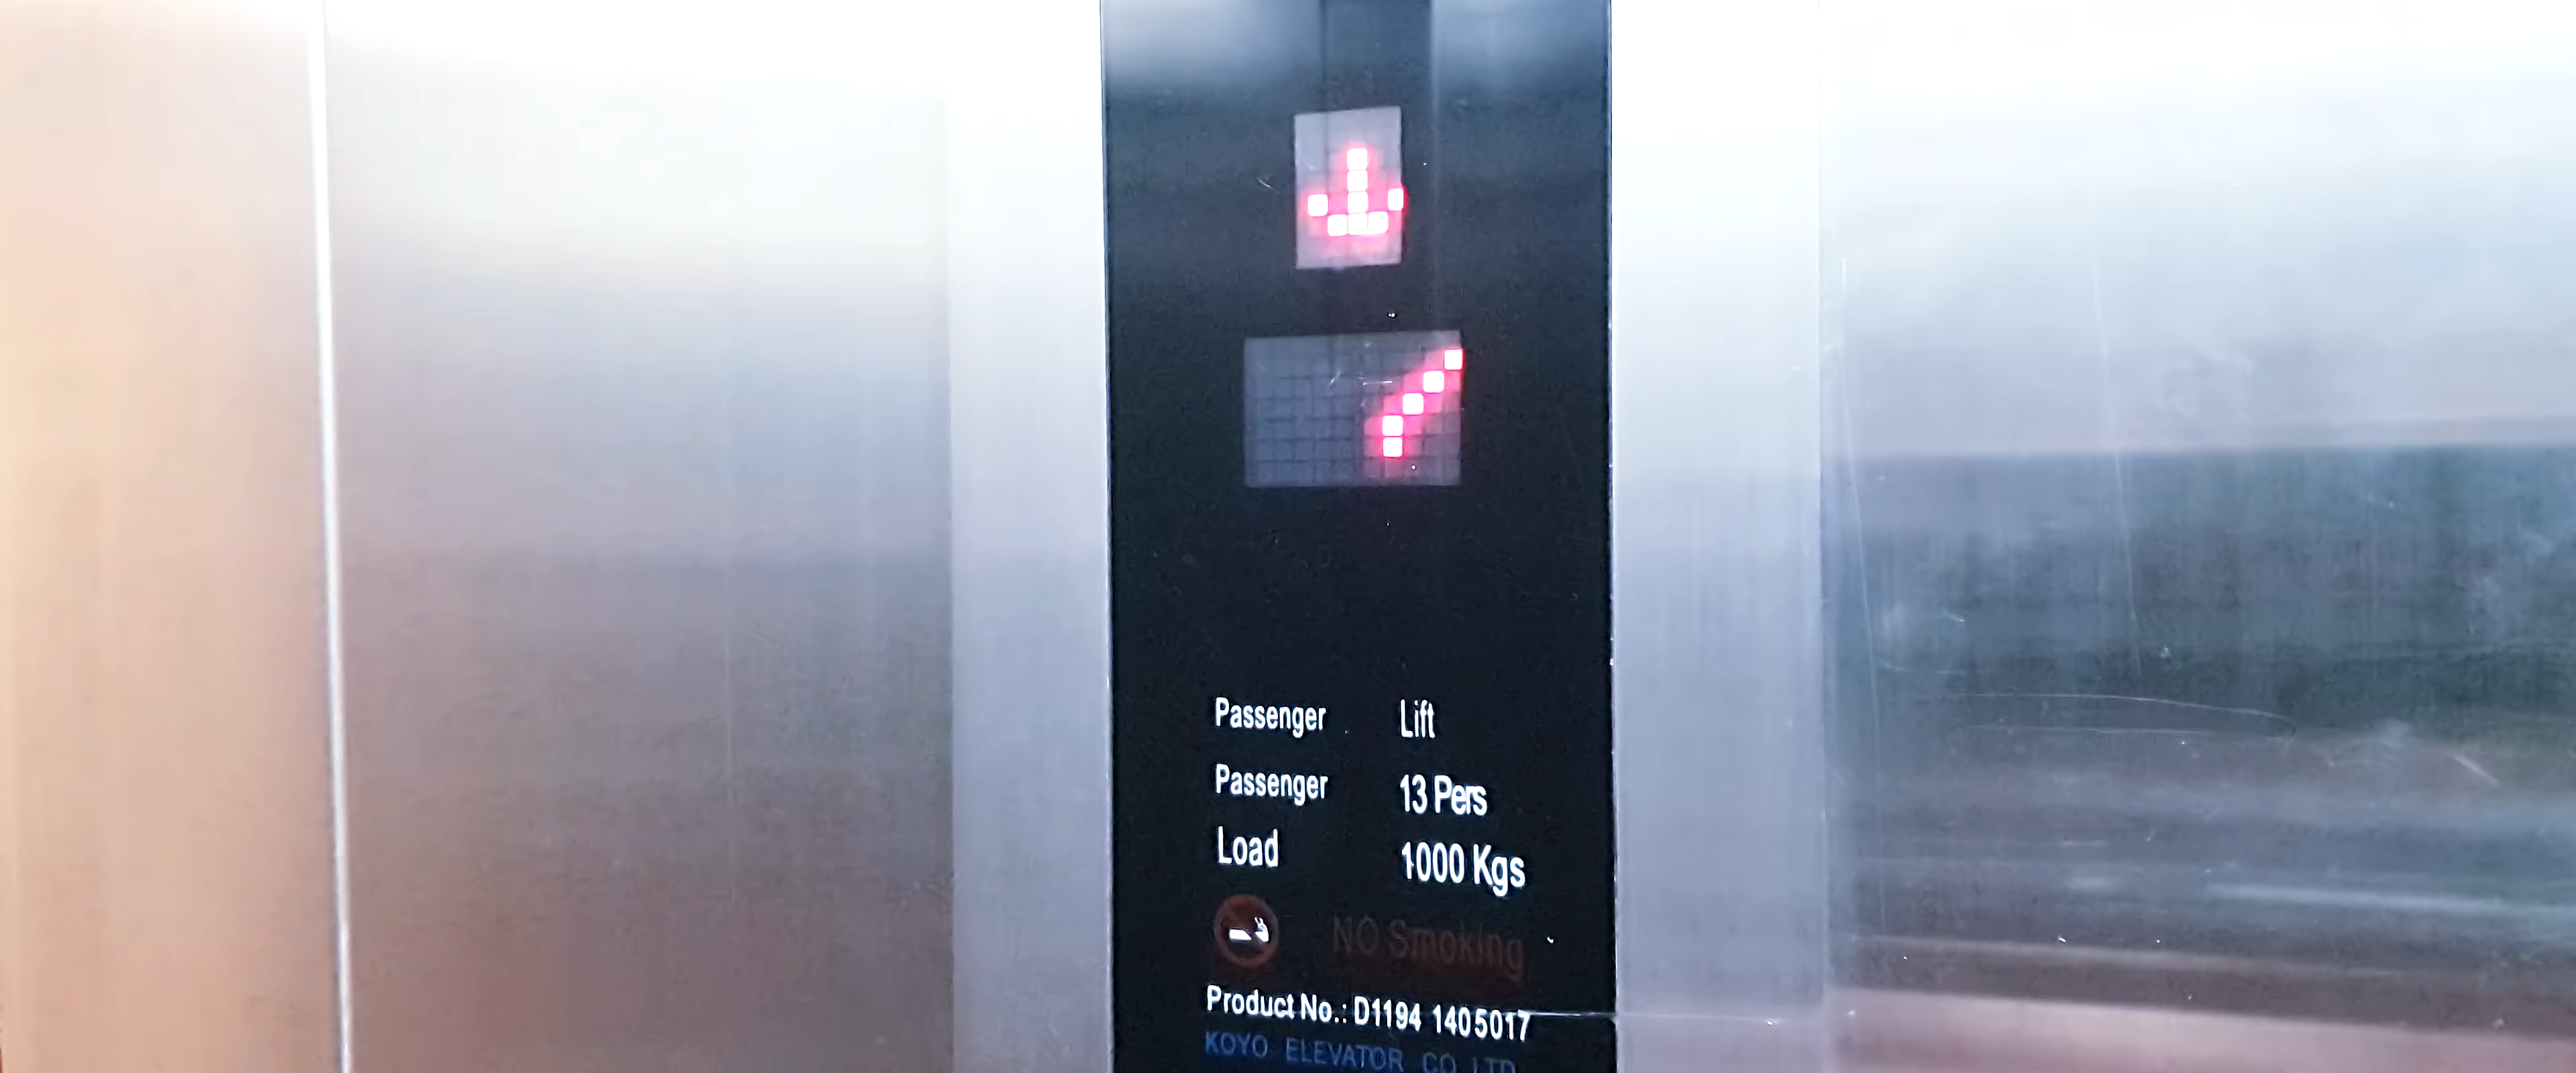 Passenger Lift
Passenger 13 Pers
Load 1000 Kgs
NO Smoking
Product No.: D1194 1405017
KOYO ELEVATOR CO LTD